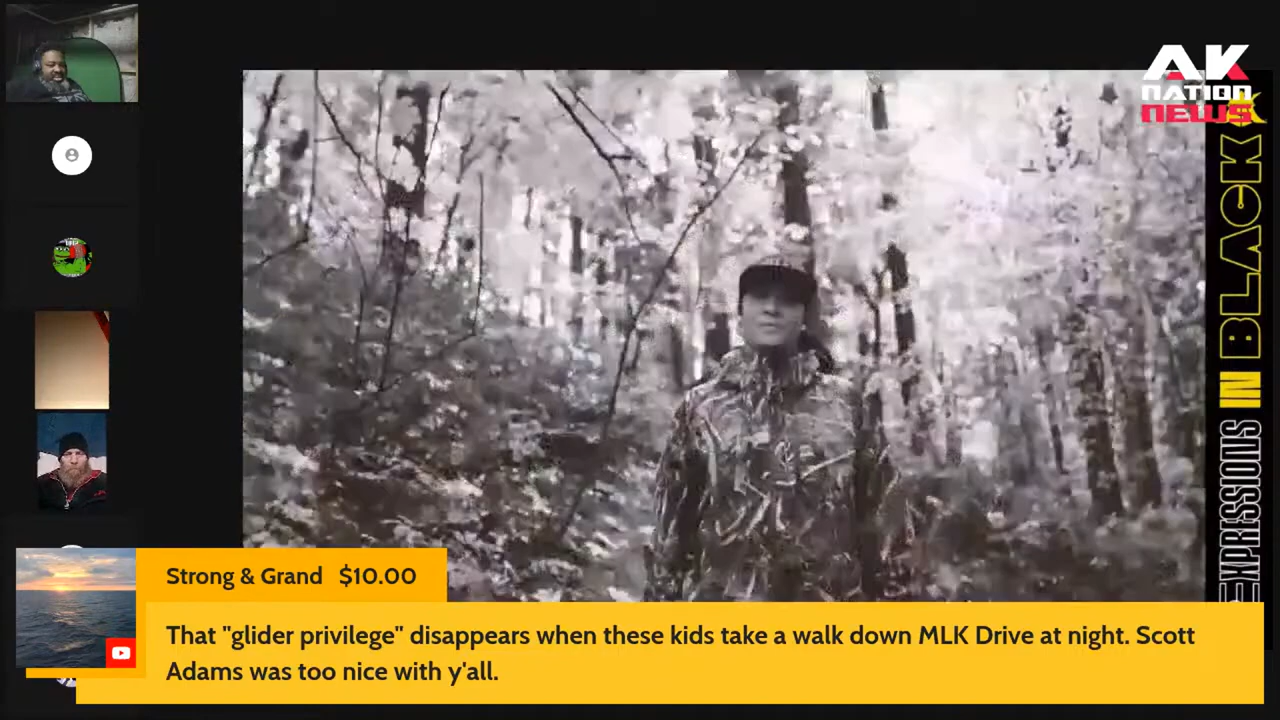 AK
NATION
NEWS
EXPRISSIONS IN BLACK
Strong & Grand $10.00
That "glider privilege" disappears when these kids take a walk down MLK Drive at night. Scott
Adams was too nice with y'all.